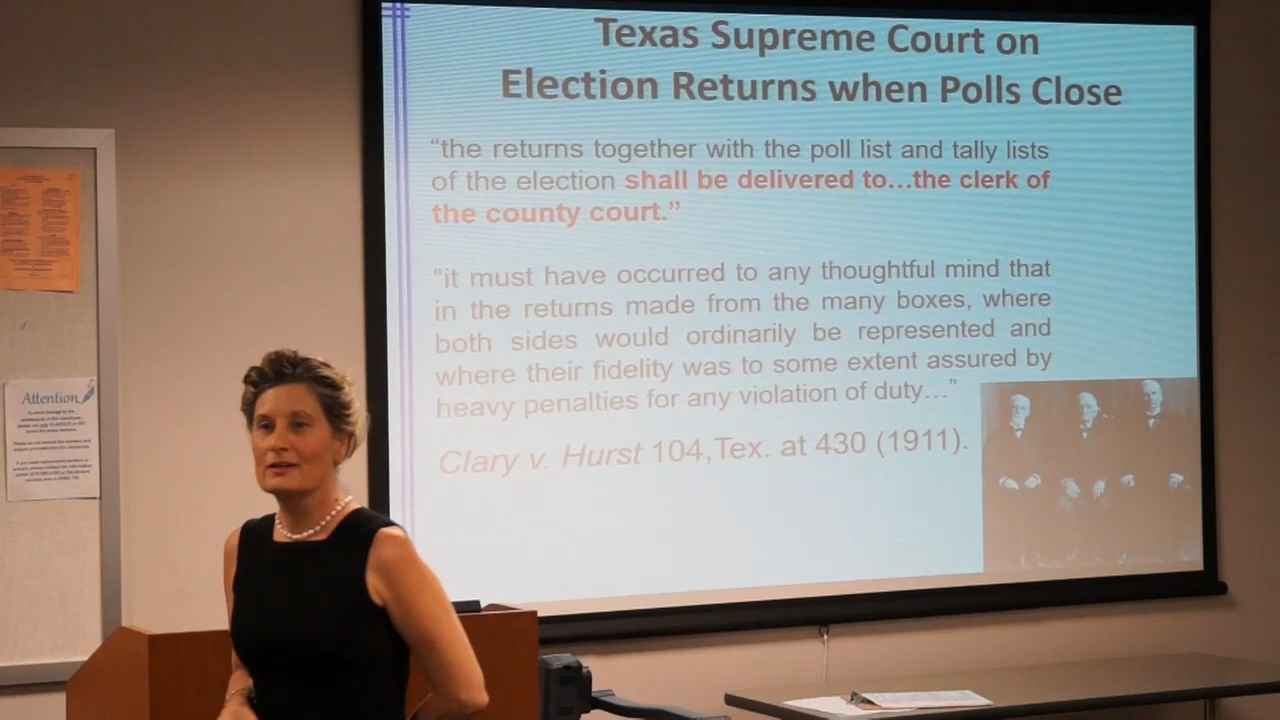 Texas Supreme Court on
Election Returns when Polls Close
“the returns together with the poll list and tally lists
of the election shall be delivered to…the clerk of
the county court.”
“it must have occurred to any thoughtful mind that
in the returns made from the many boxes, where
both sides would ordinarily be represented and
where their fidelity was to some extent assured by
heavy penalties for any violation of duty…”
Clary v. Hurst 104,Tex. at 430 (1911).
Attention